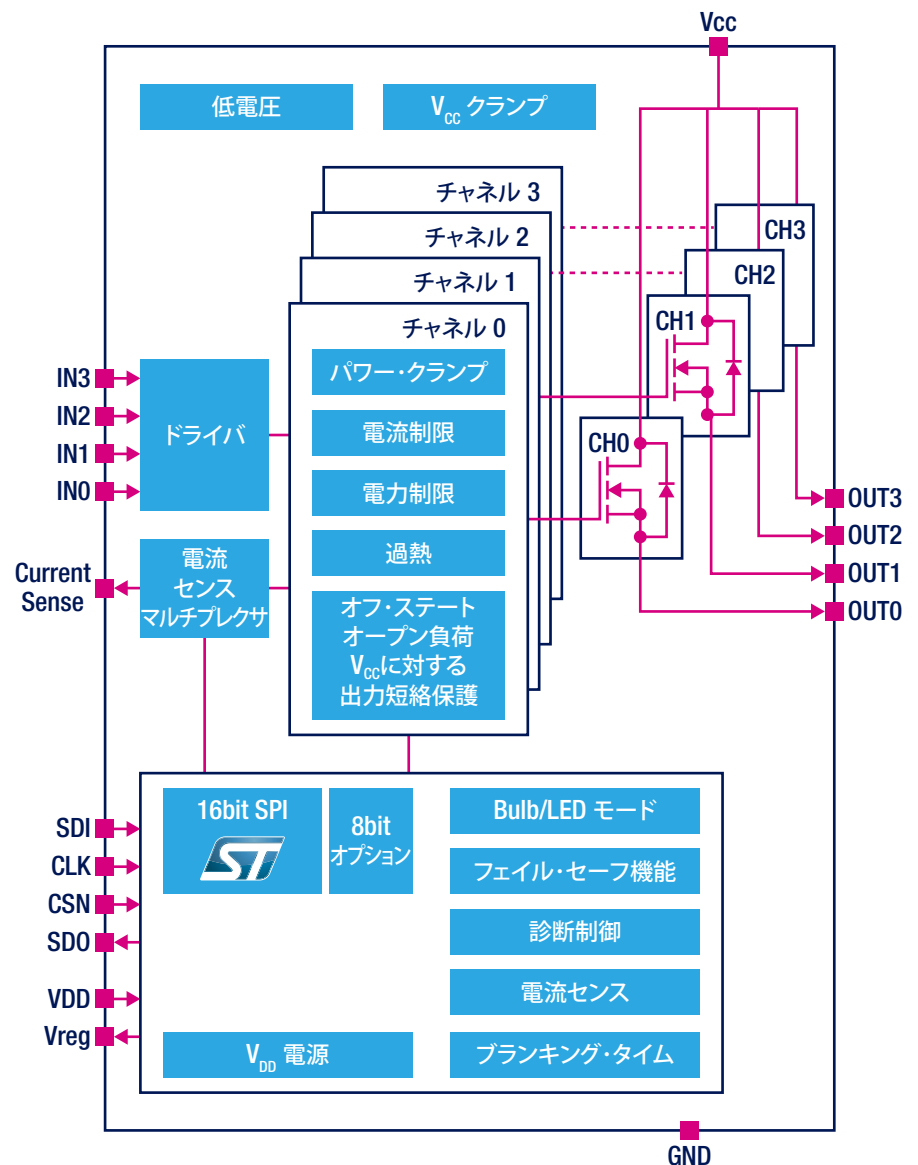 Vcc
低電圧
VCC クランプ
チャネル 3
チャネル 2
チャネル 1
チャネル 0
パワー・クランプ
電流制限
電力制限
過熱
オフ・ステート
オープン負荷
VCCに対する
出力短絡保護
CH3
CH2
CH1
CH0
IN3
IN2
IN1
IN0
ドライバ
Current
Sense
電流
センス
マルチプレクサ
OUT3
OUT2
OUT1
OUT0
SDI
CLK
CSN
SDO
VDD
Vreg
16bit SPI
ST
8bit
オプション
VDD 電源
Bulb/LED モード
フェイル・セーフ機能
診断制御
電流センス
ブランキング・タイム
GND